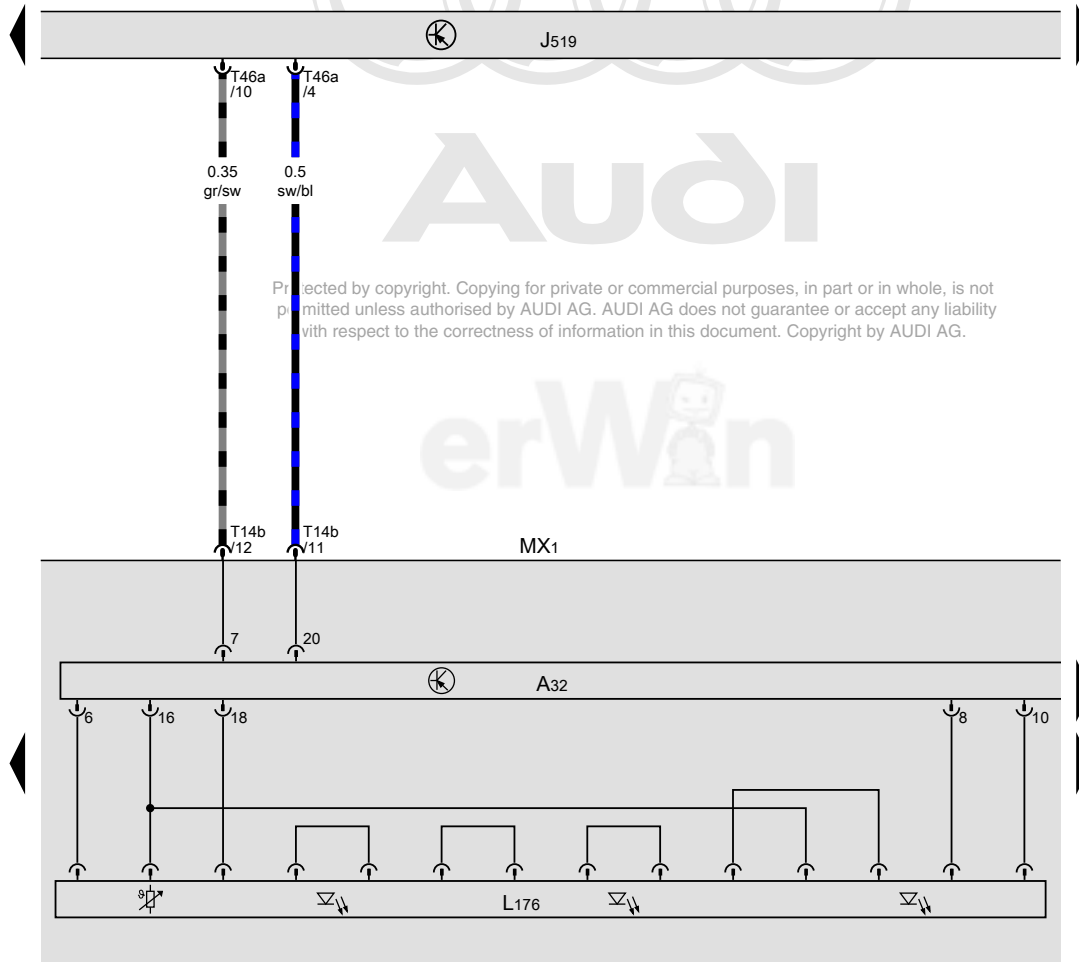 J519
T46a
/10
T46a
/4
0.35
gr/sw
0.5
sw/bl
Audi
Protected by copyright. Copying for private or commercial purposes, in part or in whole, is not
permitted unless authorised by AUDI AG. AUDI AG does not guarantee or accept any liability
with respect to the correctness of information in this document. Copyright by AUDI AG.
erWin
T14b
/12
T14b
/11
MX1
7
20
A32
6
16
18
8
10
ϑ
L176